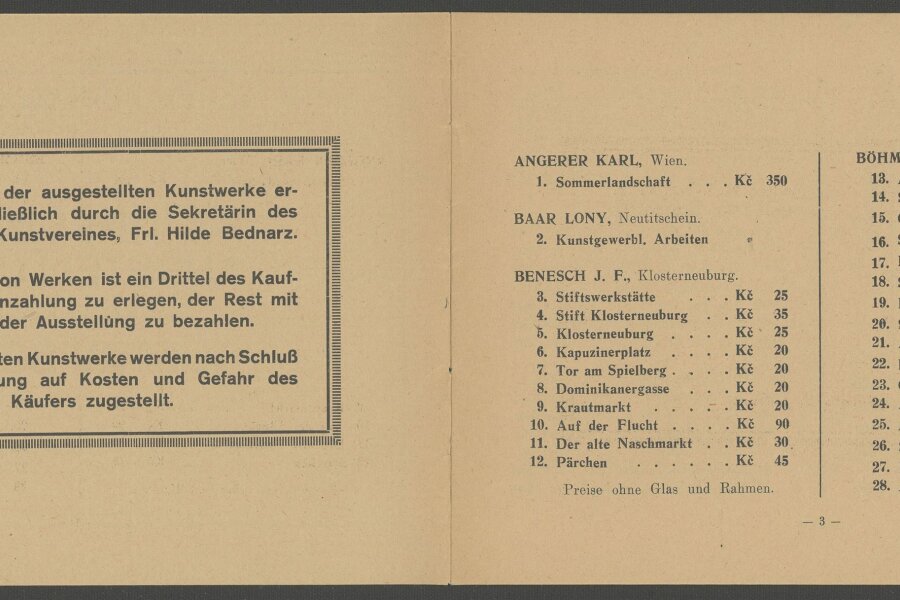 der ausgestellten Kunstwerke er-
ließlich durch die Sekretärin des
Kunstvereines, Frl. Hilde Bednarz.
on Werken ist ein Drittel des Kauf-
nzahlung zu erlegen, der Rest mit
der Ausstellung zu bezahlen.
ten Kunstwerke werden nach Schluß
ung auf Kosten und Gefahr des
Käufers zugestellt.
ANGERER KARL, Wien.
1. Sommerlandschaft . . . Kč 350
BAAR LONY, Neutitschein.
2. Kunstgewerbl. Arbeiten
BENESCH J. F., Klosterneuburg.
3. Stiftswerkstätte . . . Kč 25
4. Stift Klosterneuburg . . Kč 35
5. Klosterneuburg . . . . Kč 25
6. Kapuzinerplatz . . . . Kč 20
7. Tor am Spielberg . . . . Kč 20
8. Dominikanergasse . . . Kč 20
9. Krautmarkt . . . . . Kč 20
10. Auf der Flucht . . . . Kč 90
11. Der alte Naschmarkt . . Kč 30
12. Pärchen . . . . . . Kč 45
Preise ohne Glas und Rahmen.
— 3 —
BÖHM
13.
14.
15.
16.
17.
18.
19.
20.
21.
22.
23.
24.
25.
26.
27.
28.